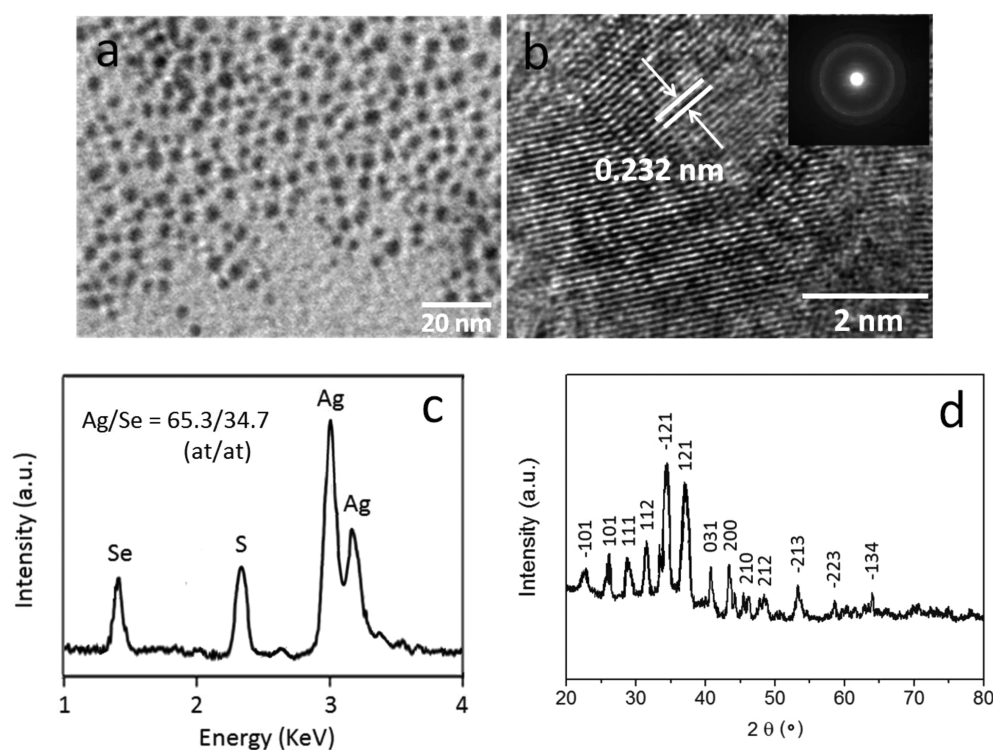 a
20 nm
b
0.232 nm
2 nm
c
Ag/Se = 65.3/34.7
(at/at)
Se
S
Ag
Ag
Intensity (a.u.)
1
2
3
4
Energy (KeV)
d
-101
101
111
112
-121
121
031
200
210
212
-213
-223
-134
Intensity (a.u.)
20
30
40
50
60
70
80
2 θ (°)